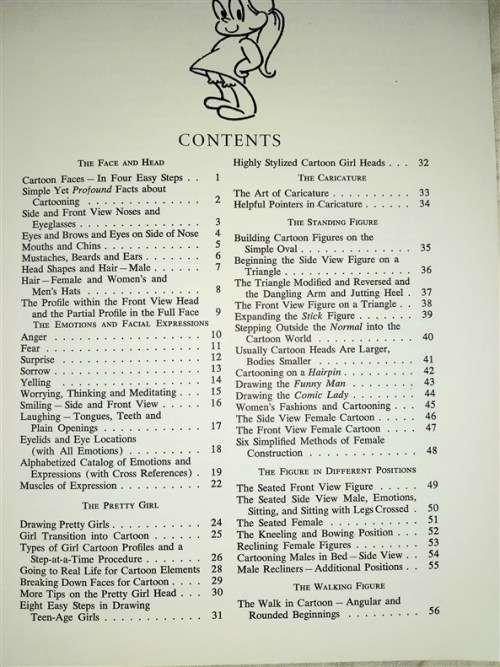 CONTENTS
THE FACE AND HEAD
Cartoon Faces — In Four Easy Steps . . 1
Simple Yet Profound Facts about
Cartooning . . . . . . . . . . . . . . . 2
Side and Front View Noses and
Eyeglasses . . . . . . . . . . . . . . . 3
Eyes and Brows and Eyes on Side of Nose 4
Mouths and Chins . . . . . . . . . . . . 5
Mustaches, Beards and Ears . . . . . . . 6
Head Shapes and Hair — Male . . . . . . . 7
Hair — Female and Women's and
Men's Hats . . . . . . . . . . . . . . . 8
The Profile within the Front View Head
and the Partial Profile in the Full Face 9
THE EMOTIONS AND FACIAL EXPRESSIONS
Anger . . . . . . . . . . . . . . . . . 10
Fear . . . . . . . . . . . . . . . . . . 11
Surprise . . . . . . . . . . . . . . . . 12
Sorrow . . . . . . . . . . . . . . . . . 13
Yelling . . . . . . . . . . . . . . . . 14
Worrying, Thinking and Meditating . . . 15
Smiling — Side and Front View . . . . . 16
Laughing — Tongues, Teeth and
Plain Openings . . . . . . . . . . . . . 17
Eyelids and Eye Locations
(with All Emotions) . . . . . . . . . . 18
Alphabetized Catalog of Emotions and
Expressions (with Cross References) . 19
Muscles of Expression . . . . . . . . . 22
THE PRETTY GIRL
Drawing Pretty Girls . . . . . . . . . . 24
Girl Transition into Cartoon . . . . . . 25
Types of Girl Cartoon Profiles and a
Step-at-a-Time Procedure . . . . . . . . 26
Going to Real Life for Cartoon Elements 28
Breaking Down Faces for Cartoon . . . . 29
More Tips on the Pretty Girl Head . . . 30
Eight Easy Steps in Drawing
Teen-Age Girls . . . . . . . . . . . . . 31
Highly Stylized Cartoon Girl Heads . . . 32
THE CARICATURE
The Art of Caricature . . . . . . . . . 33
Helpful Pointers in Caricature . . . . . 34
THE STANDING FIGURE
Building Cartoon Figures on the
Simple Oval . . . . . . . . . . . . . . 35
Beginning the Side View Figure on a
Triangle . . . . . . . . . . . . . . . . 36
The Triangle Modified and Reversed and
the Dangling Arm and Jutting Heel . 37
The Front View Figure on a Triangle . . 38
Expanding the Stick Figure . . . . . . . 39
Stepping Outside the Normal into the
Cartoon World . . . . . . . . . . . . . 40
Usually Cartoon Heads Are Larger,
Bodies Smaller . . . . . . . . . . . . . 41
Cartooning on a Hairpin . . . . . . . . 42
Drawing the Funny Man . . . . . . . . . 43
Drawing the Comic Lady . . . . . . . . . 44
Women's Fashions and Cartooning . . . 45
The Side View Female Cartoon . . . . . . 46
The Front View Female Cartoon . . . . . 47
Six Simplified Methods of Female
Construction . . . . . . . . . . . . . . 48
THE FIGURE IN DIFFERENT POSITIONS
The Seated Front View Figure . . . . . . 49
The Seated Side View Male, Emotions,
Sitting, and Sitting with Legs Crossed . 50
The Seated Female . . . . . . . . . . . 51
The Kneeling and Bowing Position . . . 52
Reclining Female Figures . . . . . . . . 53
Cartooning Males in Bed — Side View . . 54
Male Recliners — Additional Positions . . 55
THE WALKING FIGURE
The Walk in Cartoon — Angular and
Rounded Beginnings . . . . . . . . . . . 56